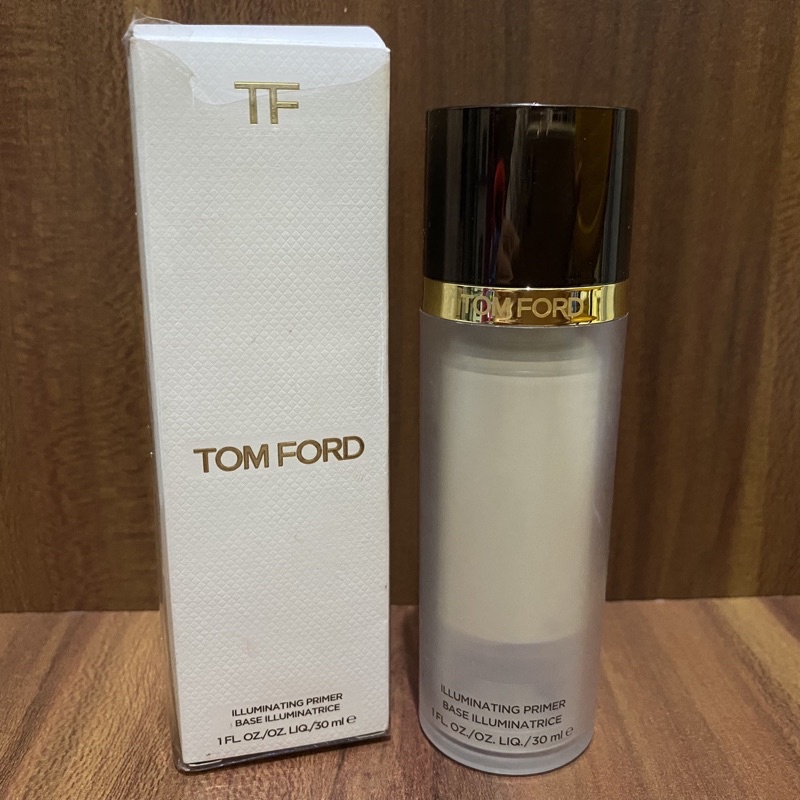 TF
TOM FORD
ILLUMINATING PRIMER
BASE ILLUMINATRICE
1 FL. OZ./OZ. LIQ./30 ml ℮
TOM FORD
ILLUMINATING PRIMER
BASE ILLUMINATRICE
1 FL. OZ./OZ. LIQ./30 ml ℮